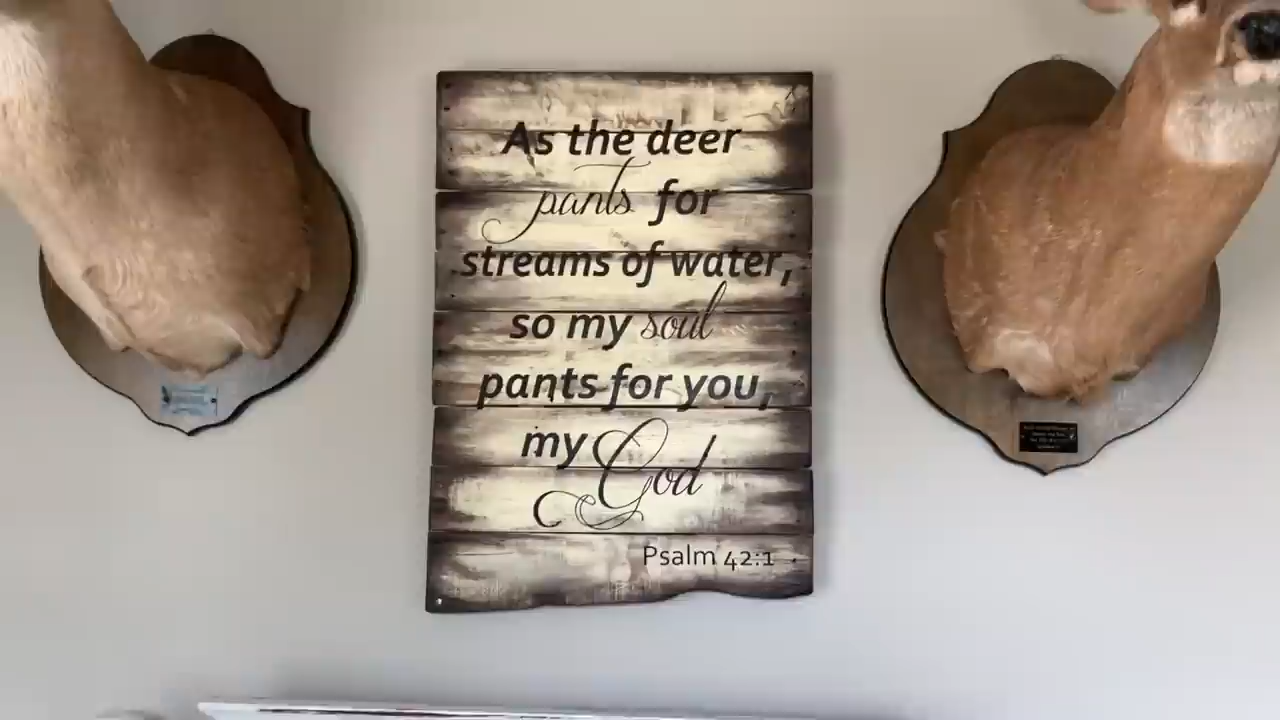 As the deer
pants for
streams of water,
so my soul
pants for you,
my God
Psalm 42:1